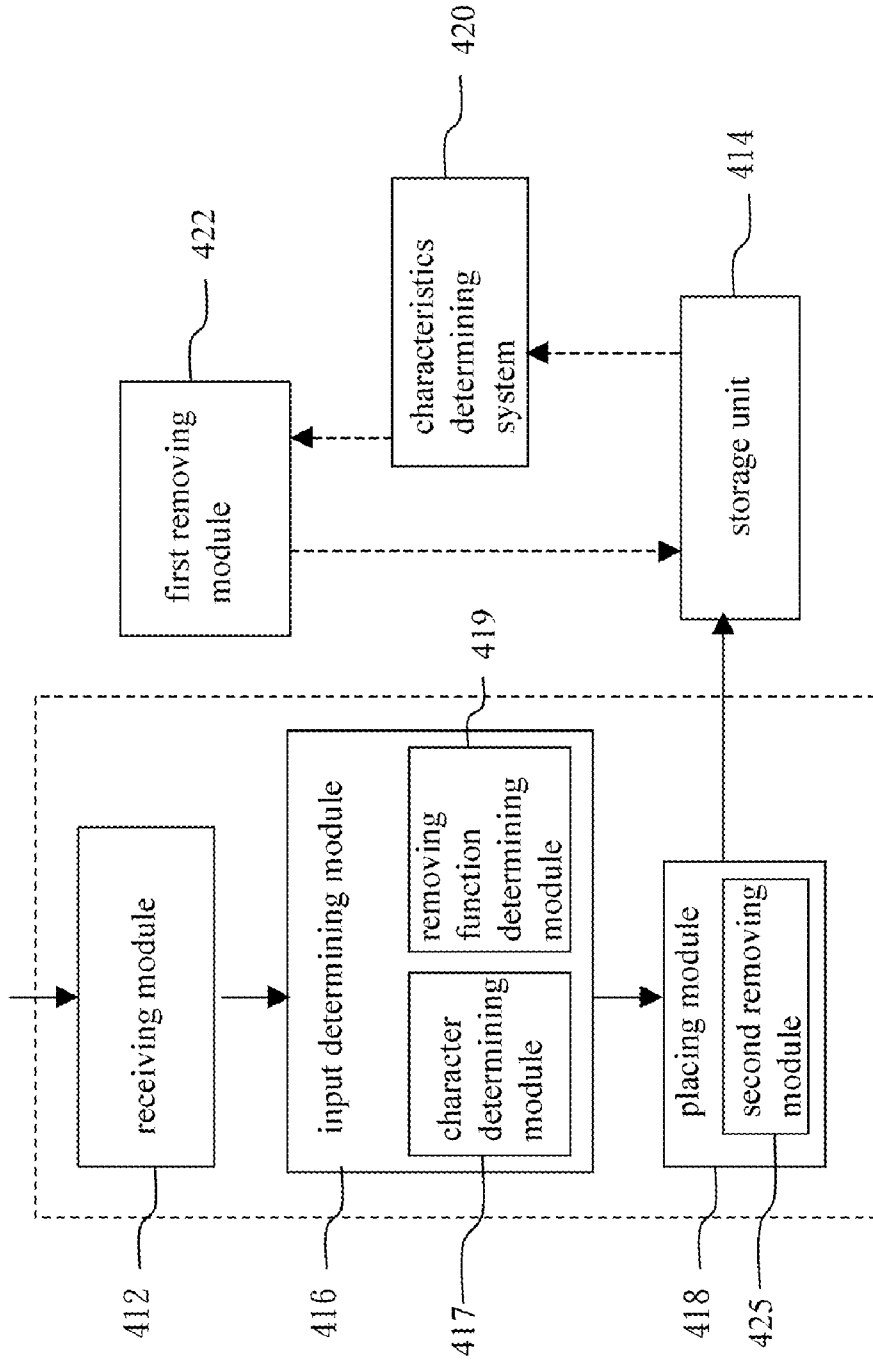 412
receiving module
416
input determining module
417
character
determining
module
removing
function
determining
module
419
418
placing module
425
second removing
module
first removing
module
422
characteristics
determining
system
420
storage unit
414